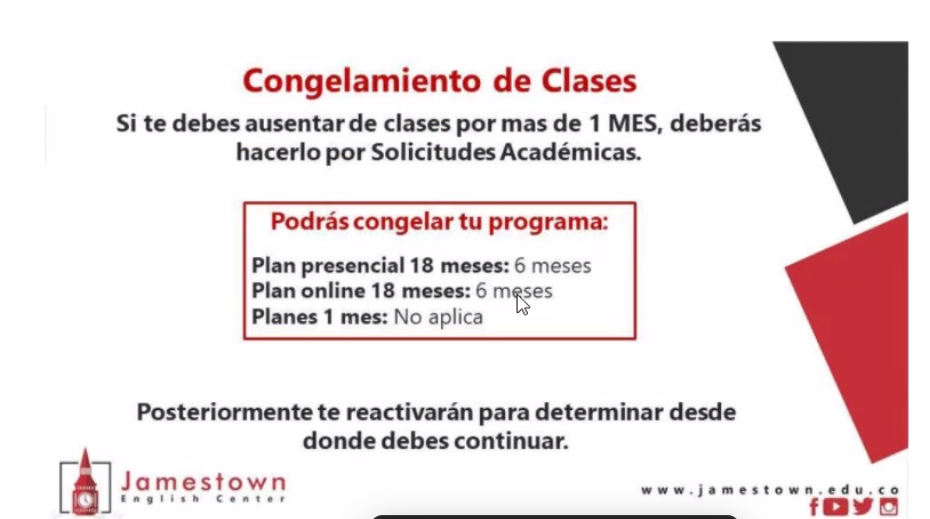 Congelamiento de Clases
Si te debes ausentar de clases por mas de 1 MES, deberás
hacerlo por Solicitudes Académicas.
Podrás congelar tu programa:
Plan presencial 18 meses: 6 meses
Plan online 18 meses: 6 meses
Planes 1 mes: No aplica
Posteriormente te reactivarán para determinar desde
donde debes continuar.
Jamestown
English Center
www.jamestown.edu.co